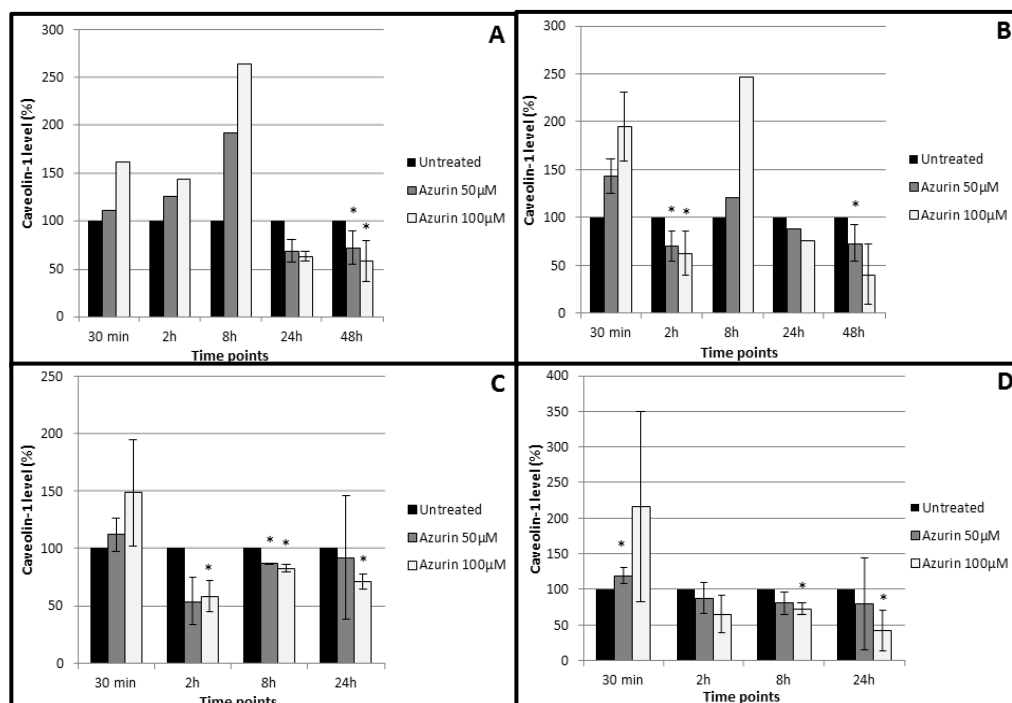 A
Caveolin-1 level (%)
300
250
200
150
100
50
0
30 min 2h 8h 24h 48h
Time points
Untreated
Azurin 50µM
Azurin 100µM
* *
B
Caveolin-1 level (%)
300
250
200
150
100
50
0
30 min 2h 8h 24h 48h
Time points
Untreated
Azurin 50µM
Azurin 100µM
* * *
C
Caveolin-1 level (%)
250
200
150
100
50
0
30 min 2h 8h 24h
Time points
Untreated
Azurin 50µM
Azurin 100µM
* * * *
D
Caveolin-1 level (%)
400
350
300
250
200
150
100
50
0
30 min 2h 8h 24h
Time points
Untreated
Azurin 50µM
Azurin 100µM
* * *